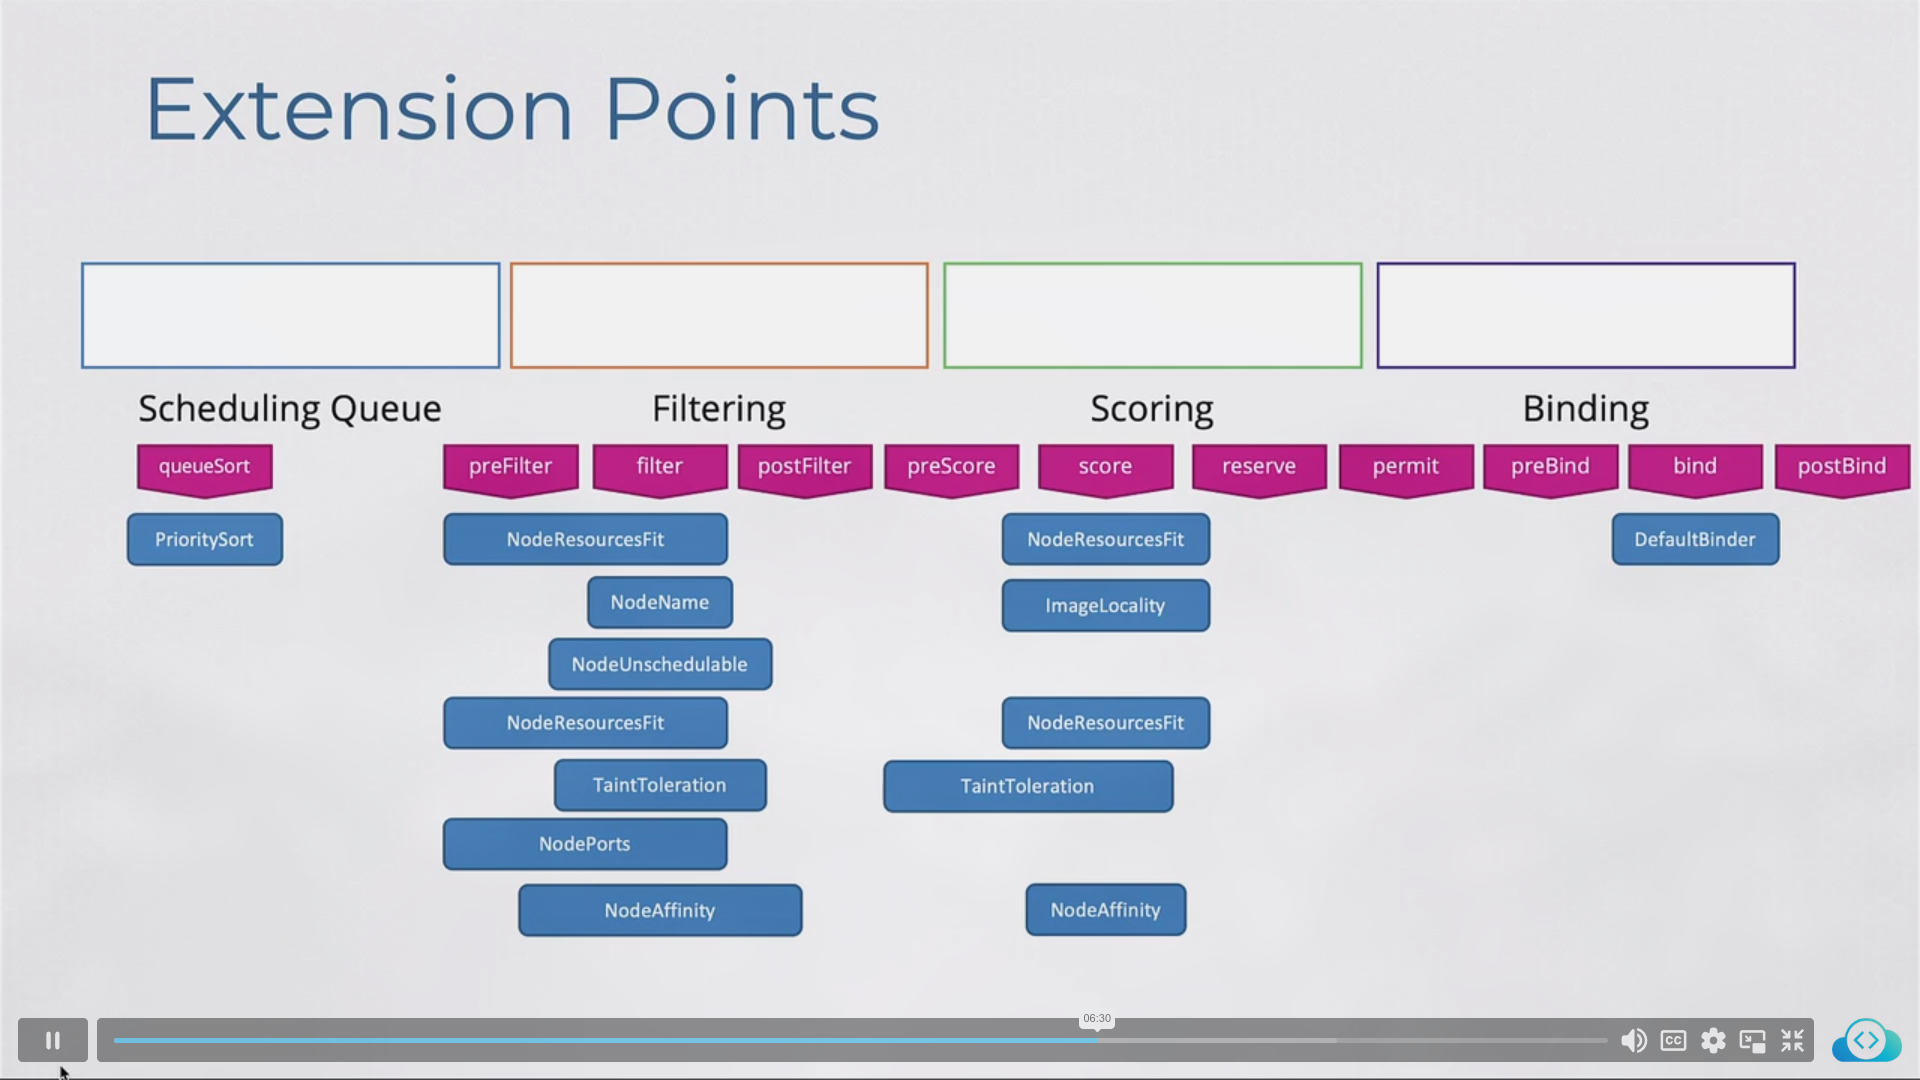 Extension Points
Scheduling Queue Filtering Scoring Binding
queueSort preFilter filter postFilter preScore score reserve permit preBind bind postBind
PrioritySort NodeResourcesFit NodeResourcesFit DefaultBinder
NodeName ImageLocality
NodeUnschedulable
NodeResourcesFit NodeResourcesFit
TaintToleration TaintToleration
NodePorts
NodeAffinity NodeAffinity
06:30
CC